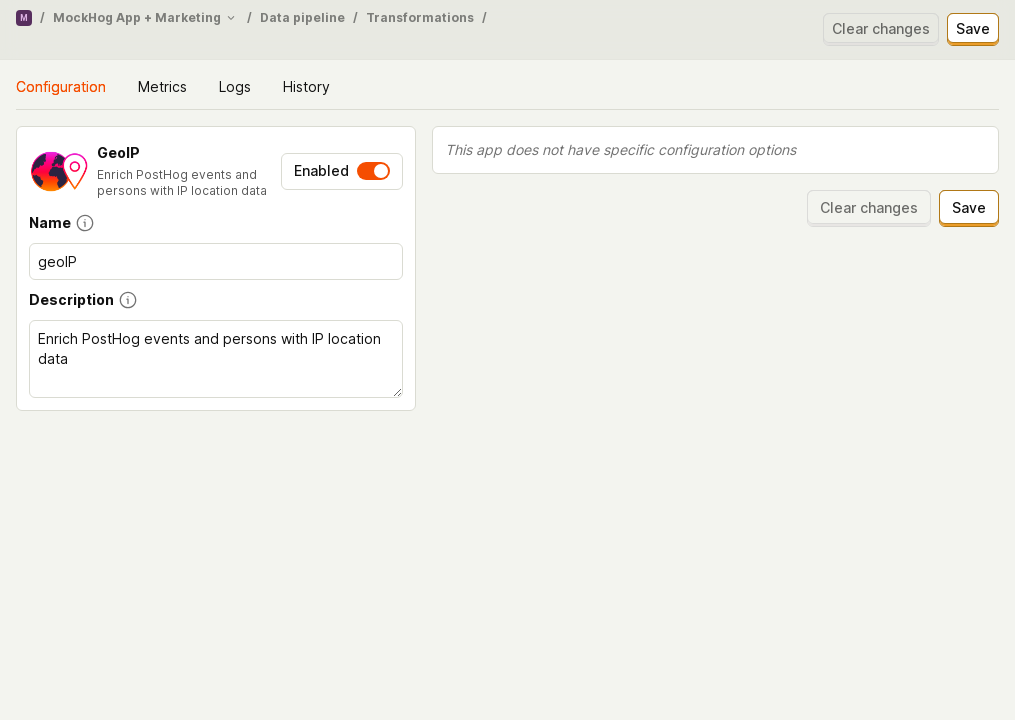 M / MockHog App + Marketing / Data pipeline / Transformations /
Clear changes Save
Configuration Metrics Logs History
GeoIP
Enrich PostHog events and
persons with IP location data
Enabled
Name
geoIP
Description
Enrich PostHog events and persons with IP location
data
This app does not have specific configuration options
Clear changes Save